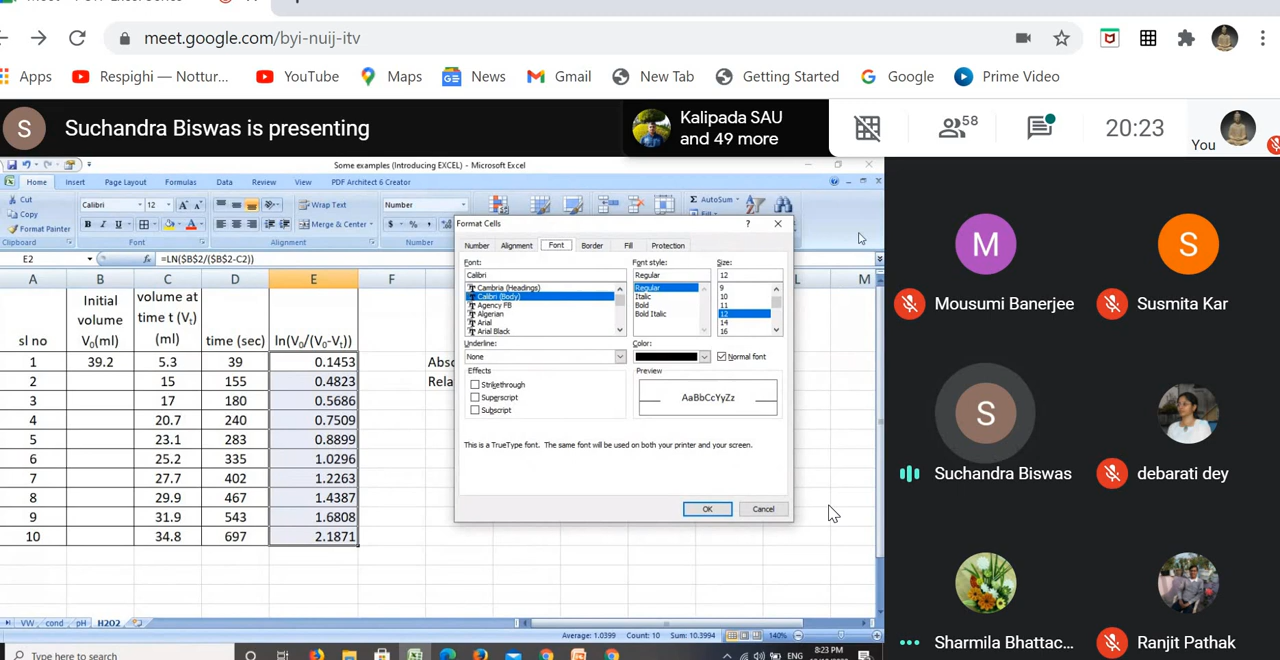 meet.google.com/byi-nuij-itv
Apps Respighi — Nottur... YouTube Maps News Gmail New Tab Getting Started Google Prime Video
S Suchandra Biswas is presenting
Kalipada SAU
and 49 more
58
20:23
You
Some examples (Introducing EXCEL) - Microsoft Excel
Home Insert Page Layout Formulas Data Review View PDF Architect 6 Creator
Cut
Copy
Format Painter
Clipboard
Calibri 12
B I U
Font
Wrap Text
Merge & Center
Alignment
Number
$ % ,
Number
Σ AutoSum
Fill
E2 fx =LN($B$2/($B$2-C2))
A B C D E F L M
sl no
Initial
volume
V₀(ml)
volume at
time t (Vₜ)
(ml)
time (sec)
ln(V₀/(V₀-Vₜ))
1 39.2 5.3 39 0.1453
2 15 155 0.4823
3 17 180 0.5686
4 20.7 240 0.7509
5 23.1 283 0.8899
6 25.2 335 1.0296
7 27.7 402 1.2263
8 29.9 467 1.4387
9 31.9 543 1.6808
10 34.8 697 2.1871
Abso
Rela
Format Cells
? 
Number Alignment Font Border Fill Protection
Font:
Calibri
Cambria (Headings)
Calibri (Body)
Agency FB
Algerian
Arial
Arial Black
Font style:
Regular
Regular
Italic
Bold
Bold Italic
Size:
12
9
10
11
12
14
16
Underline:
None
Color:
Normal font
Effects
Strikethrough
Superscript
Subscript
Preview
AaBbCcYyZz
This is a TrueType font. The same font will be used on both your printer and your screen.
OK Cancel
VW cond pH H2O2
Average: 1.0399 Count: 10 Sum: 10.3994 140%
Type here to search
ENG
8:23 PM
M
Mousumi Banerjee
S
Susmita Kar
S
Suchandra Biswas
debarati dey
Sharmila Bhattac...
Ranjit Pathak